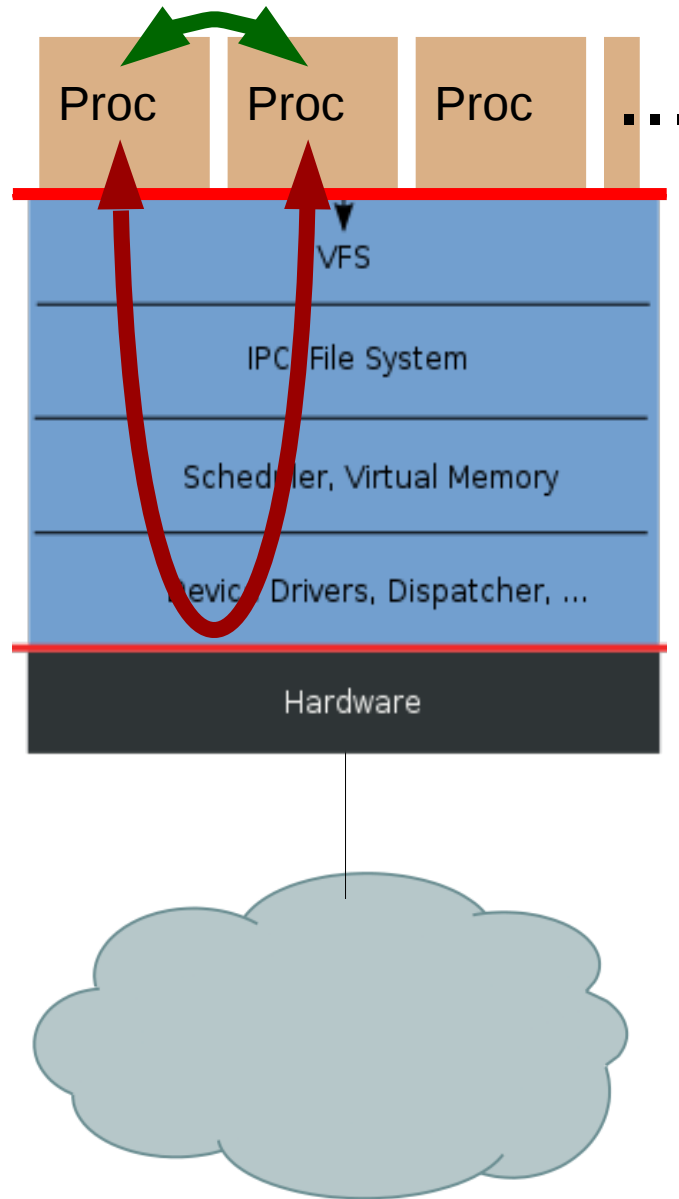 Proc Proc Proc ...
VFS
IPC, File System
Scheduler, Virtual Memory
Device Drivers, Dispatcher, ...
Hardware